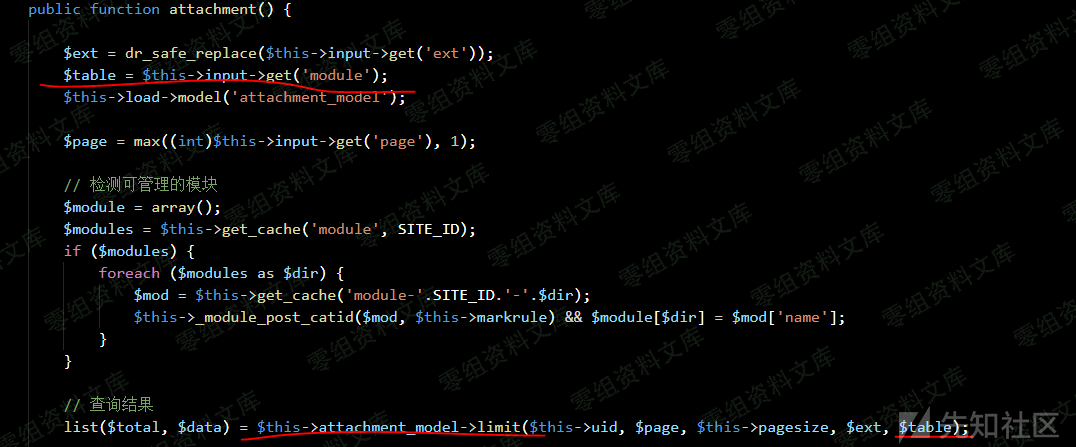 public function attachment() {
$ext = dr_safe_replace($this->input->get('ext'));
$table = $this->input->get('module');
$this->load->model('attachment_model');
$page = max((int)$this->input->get('page'), 1);
// 检测可管理的模块
$module = array();
$modules = $this->get_cache('module', SITE_ID);
if ($modules) {
foreach ($modules as $dir) {
$mod = $this->get_cache('module-'.SITE_ID.'-'.$dir);
$this->_module_post_catid($mod, $this->markrule) && $module[$dir] = $mod['name'];
}
}
// 查询结果
list($total, $data) = $this->attachment_model->limit($this->uid, $page, $this->pagesize, $ext, $table);
零组资料文库
先知社区